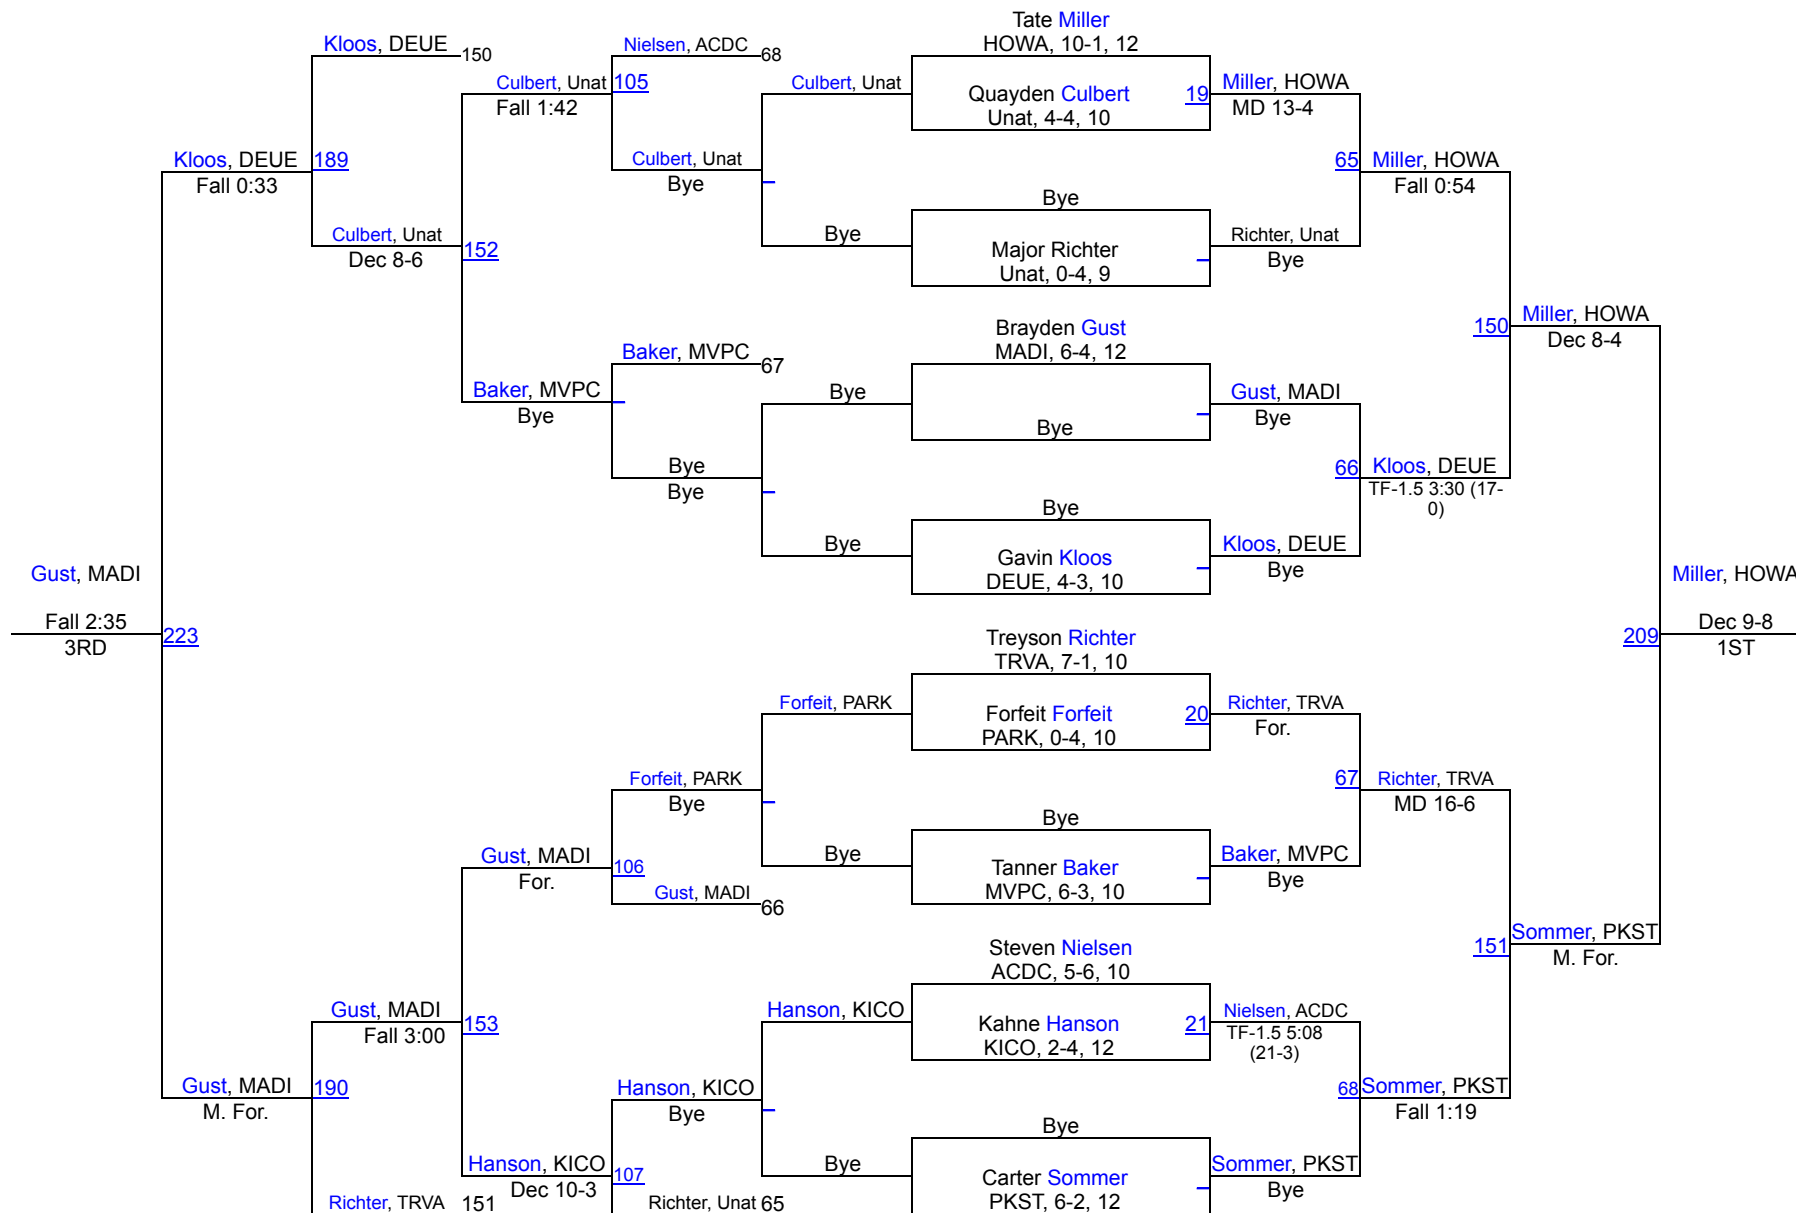 Tate Miller
HOWA, 10-1, 12
Kloos, DEUE
150
Nielsen, ACDC
68
Culbert, Unat
105
Fall 1:42
Culbert, Unat
Quayden Culbert
Unat, 4-4, 10
19
Miller, HOWA
MD 13-4
Kloos, DEUE
189
Fall 0:33
Culbert, Unat
Bye
65
Miller, HOWA
Fall 0:54
Bye
Culbert, Unat
152
Dec 8-6
Bye
Major Richter
Unat, 0-4, 9
Richter, Unat
Bye
Brayden Gust
MADI, 6-4, 12
150
Miller, HOWA
Dec 8-4
Baker, MVPC
67
Baker, MVPC
Bye
Bye
Gust, MADI
Bye
Bye
Bye
Bye
66
Kloos, DEUE
TF-1.5 3:30 (17-
0)
Bye
Bye
Gavin Kloos
DEUE, 4-3, 10
Kloos, DEUE
Bye
Gust, MADI
Fall 2:35
3RD
223
Miller, HOWA
209
Dec 9-8
1ST
Treyson Richter
TRVA, 7-1, 10
Forfeit, PARK
Forfeit Forfeit
PARK, 0-4, 10
20
Richter, TRVA
For.
Forfeit, PARK
Bye
67
Richter, TRVA
MD 16-6
Bye
Gust, MADI
For.
106
Bye
Tanner Baker
MVPC, 6-3, 10
Baker, MVPC
Bye
Gust, MADI
66
Steven Nielsen
ACDC, 5-6, 10
151
Sommer, PKST
M. For.
Gust, MADI
153
Fall 3:00
Hanson, KICO
Kahne Hanson
KICO, 2-4, 12
21
Nielsen, ACDC
TF-1.5 5:08
(21-3)
Gust, MADI
190
M. For.
Hanson, KICO
Bye
68
Sommer, PKST
Fall 1:19
Bye
Hanson, KICO
107
Dec 10-3
Bye
Carter Sommer
PKST, 6-2, 12
Sommer, PKST
Bye
Richter, TRVA
151
Richter, Unat
65